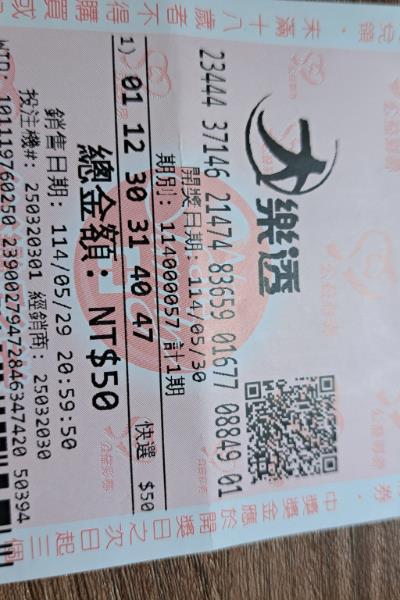 大樂透
23444 37146 21474 83659 01677 08849 01
開獎日期: 114/05/30
期別: 114000057 計1期
1) 01 12 30 31 40 47 快選 $50
總金額: NT$50
銷售日期: 114/05/29 20:59:50
投注機#: 250320301 經銷商: 25032030
歲者不得購買或
未滿十八
券,中獎獎金應於開獎日之次日起三個